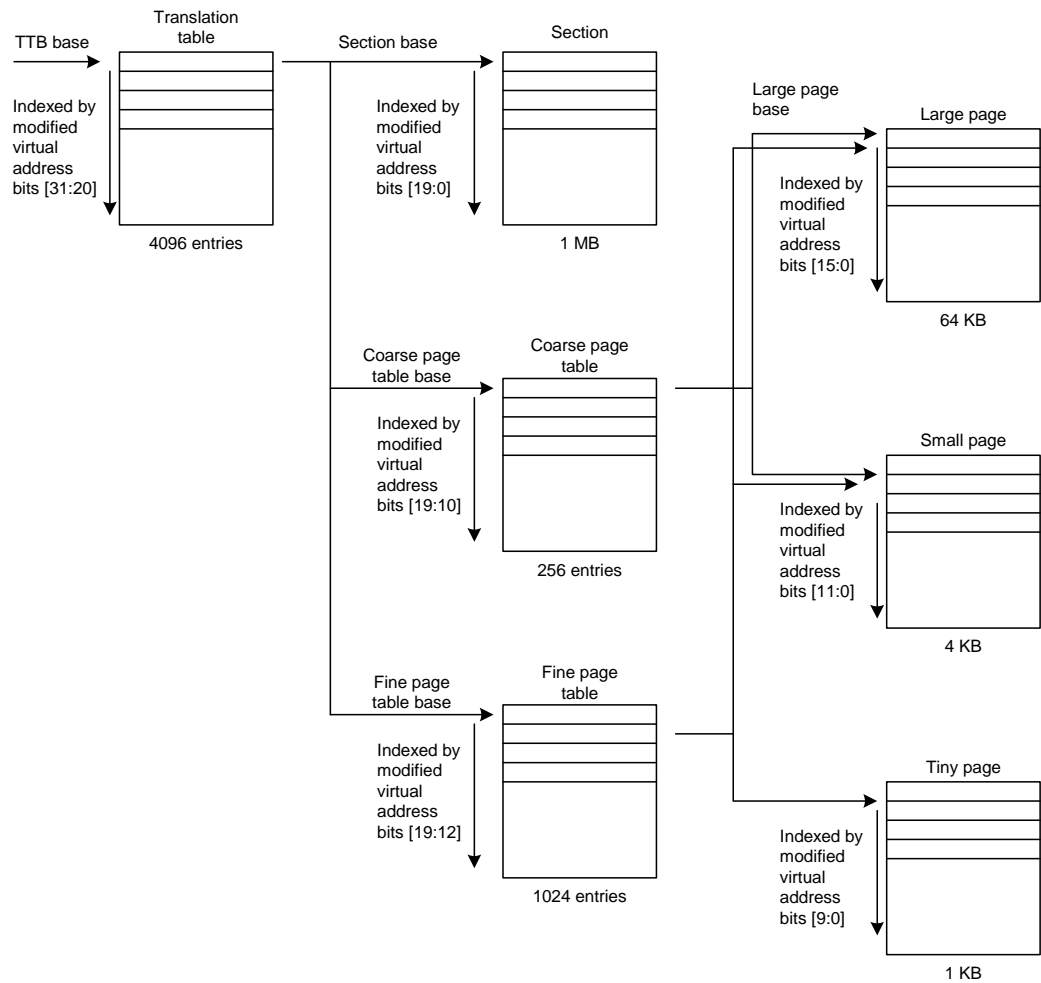 Translation
table
TTB base
Indexed by
modified
virtual
address
bits [31:20]
4096 entries
Section base
Section
Indexed by
modified
virtual
address
bits [19:0]
1 MB
Coarse page
table base
Coarse page
table
Indexed by
modified
virtual
address
bits [19:10]
256 entries
Fine page
table base
Fine page
table
Indexed by
modified
virtual
address
bits [19:12]
1024 entries
Large page
base
Large page
Indexed by
modified
virtual
address
bits [15:0]
64 KB
Small page
Indexed by
modified
virtual
address
bits [11:0]
4 KB
Tiny page
Indexed by
modified
virtual
address
bits [9:0]
1 KB